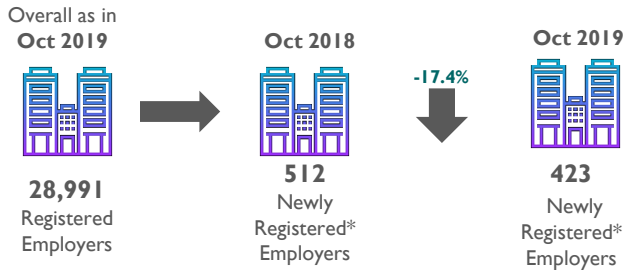 Overall as in
Oct 2019
28,991
Registered
Employers
Oct 2018
512
Newly
Registered*
Employers
-17.4%
Oct 2019
423
Newly
Registered*
Employers